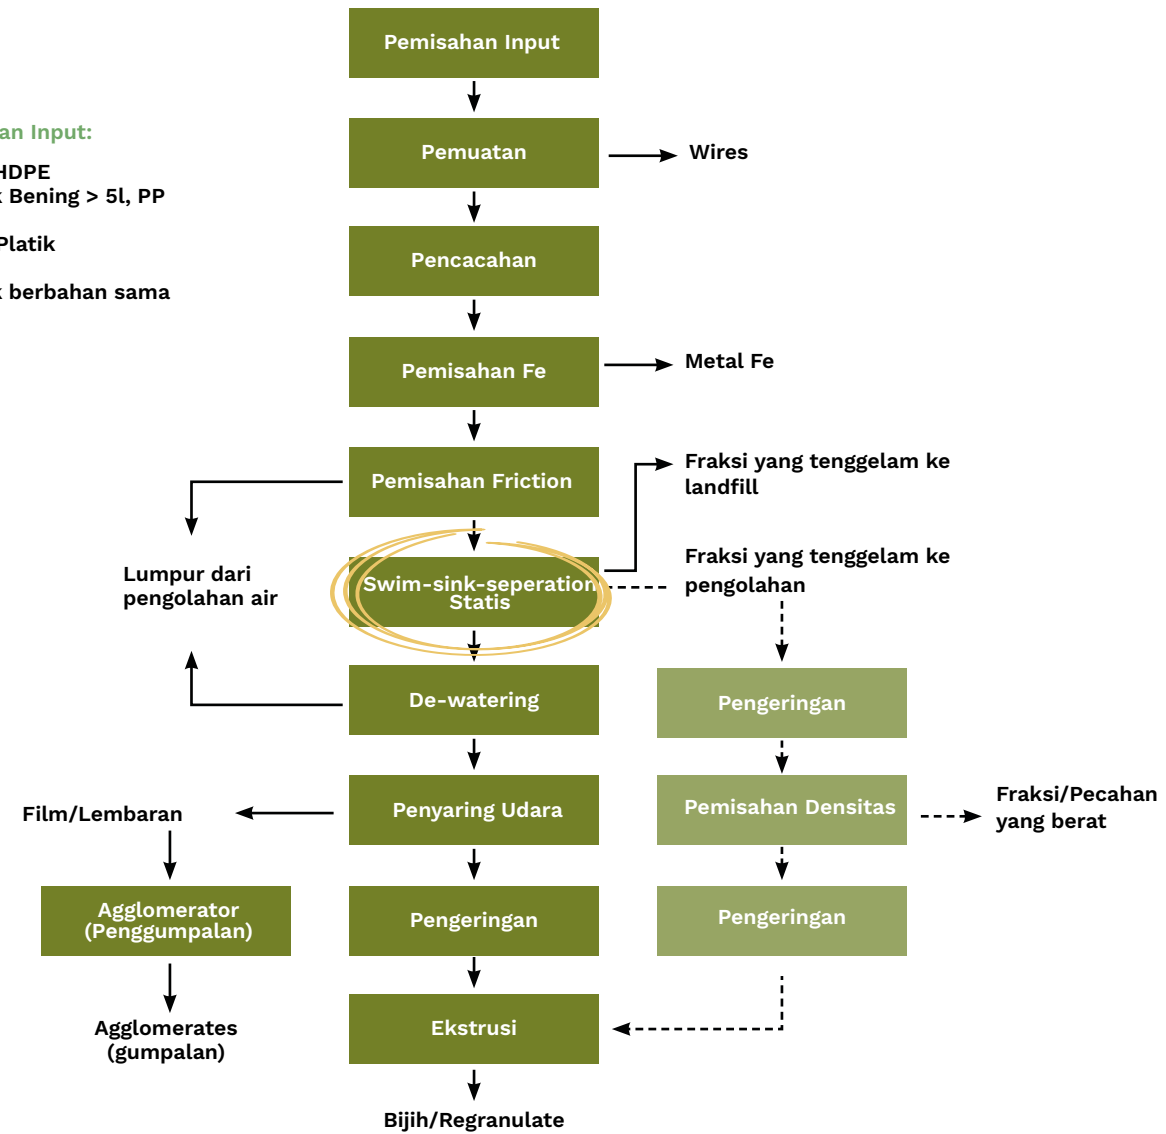 Pemisahan Input
an Input:
HDPE
Bening > 5l, PP
Platik
berbahan sama
Pemuatan
Wires
Pencacahan
Pemisahan Fe
Metal Fe
Pemisahan Friction
Fraksi yang tenggelam ke
landfill
Swim-sink-seperation
Statis
Fraksi yang tenggelam ke
pengolahan
Lumpur dari
pengolahan air
De-watering
Pengeringan
Penyaring Udara
Film/Lembaran
Pemisahan Densitas
Fraksi/Pecahan
yang berat
Agglomerator
(Penggumpalan)
Pengeringan
Pengeringan
Agglomerates
(gumpalan)
Ekstrusi
Bijih/Regranulate